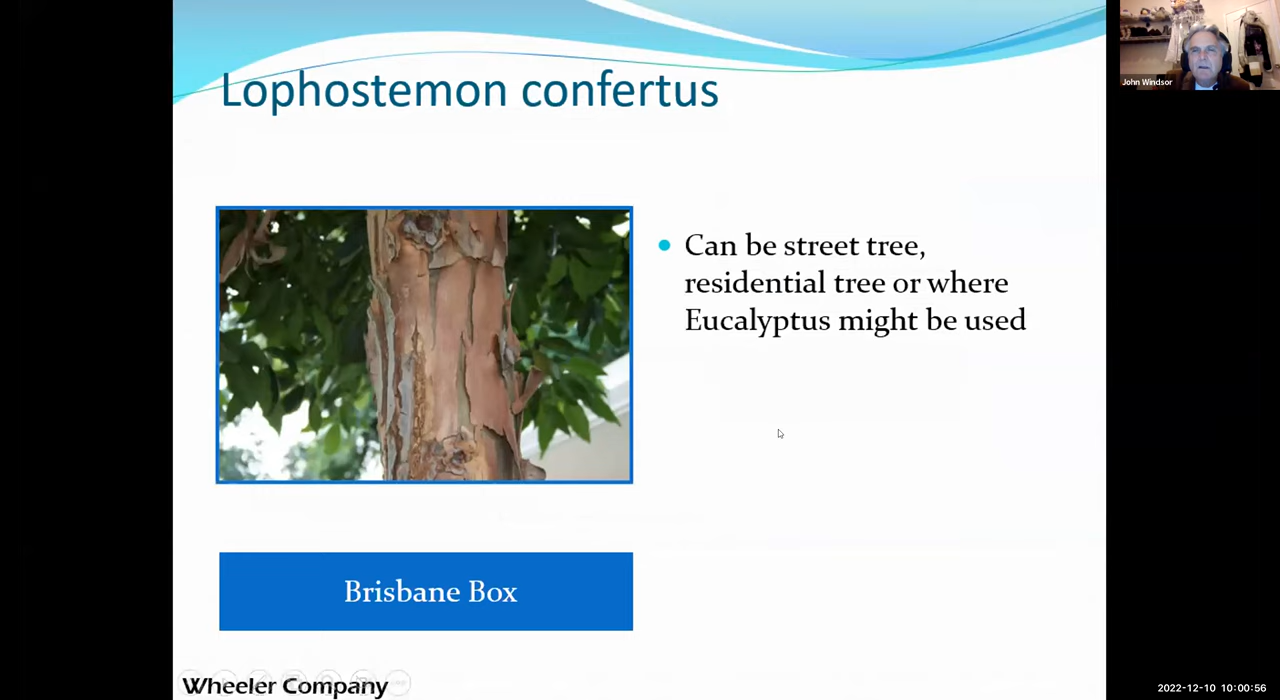 Lophostemon confertus
John Windsor
Can be street tree,
residential tree or where
Eucalyptus might be used
Brisbane Box
Wheeler Company
2022-12-10 10:00:56